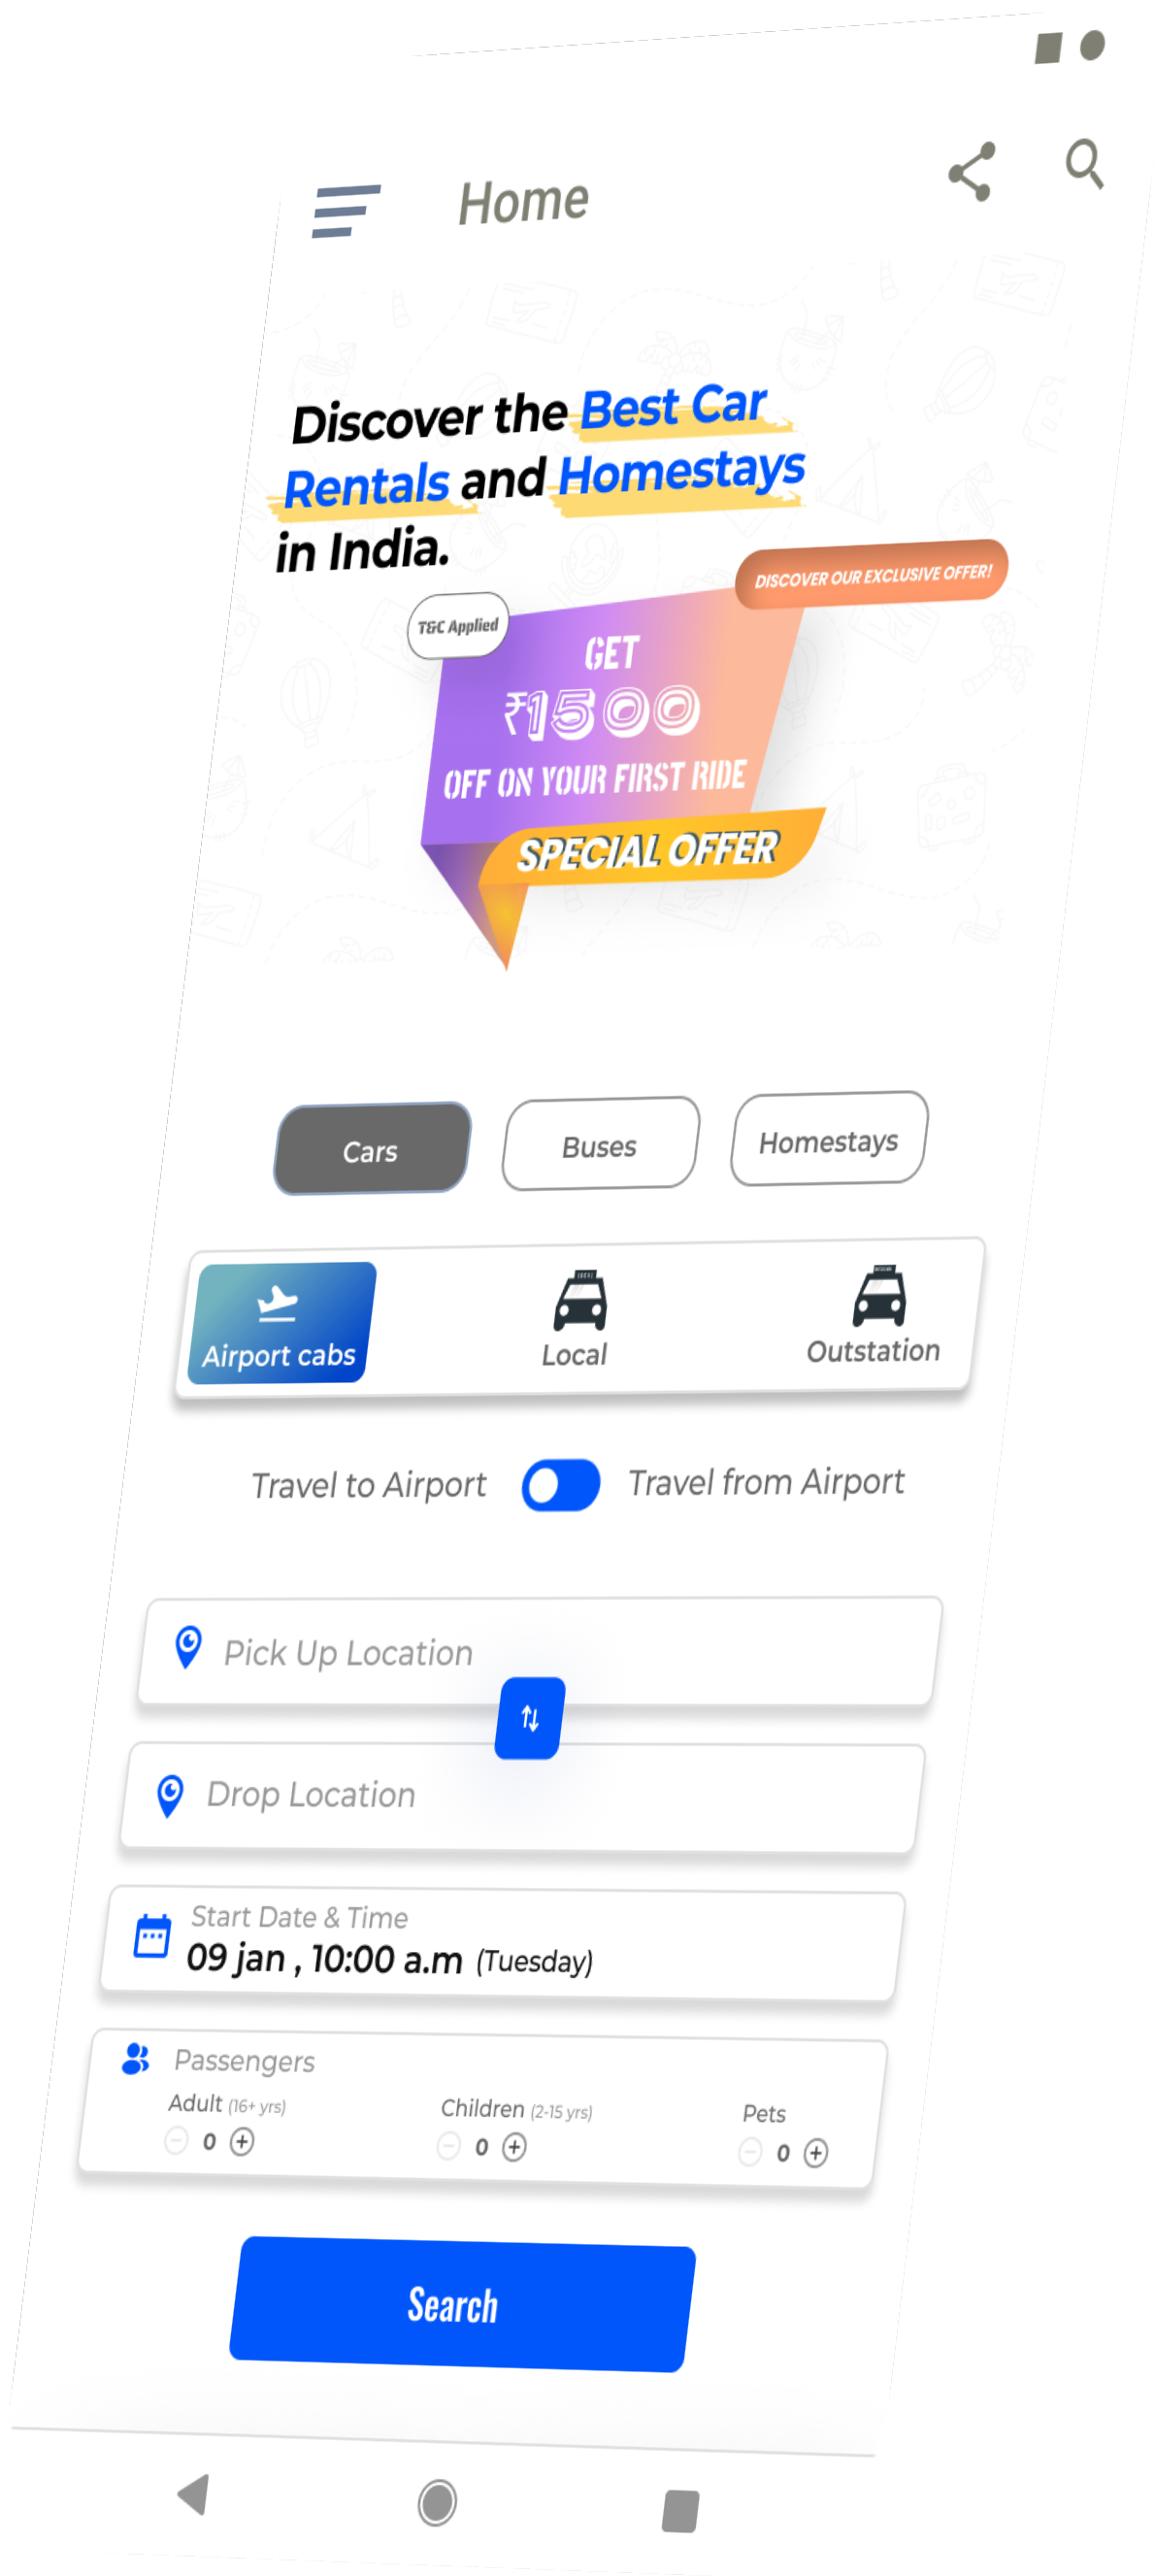 Home
Discover the Best Car
Rentals and Homestays
in India.
DISCOVER OUR EXCLUSIVE OFFER!
T&C Applied
GET
₹1500
OFF ON YOUR FIRST RIDE
SPECIAL OFFER
Cars Buses Homestays
LOCAL
Airport cabs Local Outstation
Travel to Airport Travel from Airport
Pick Up Location
Drop Location
Start Date & Time
09 jan , 10:00 a.m (Tuesday)
Passengers
Adult (16+ yrs) Children (2-15 yrs) Pets
0 0 0
Search